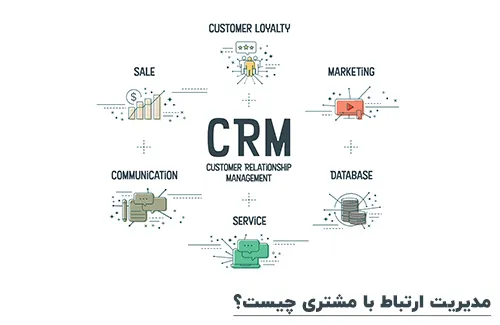 CUSTOMER LOYALTY
SALE
MARKETING
CRM
CUSTOMER RELATIONSHIP
MANAGEMENT
COMMUNICATION
DATABASE
SERVICE
مدیریت ارتباط با مشتری چیست؟